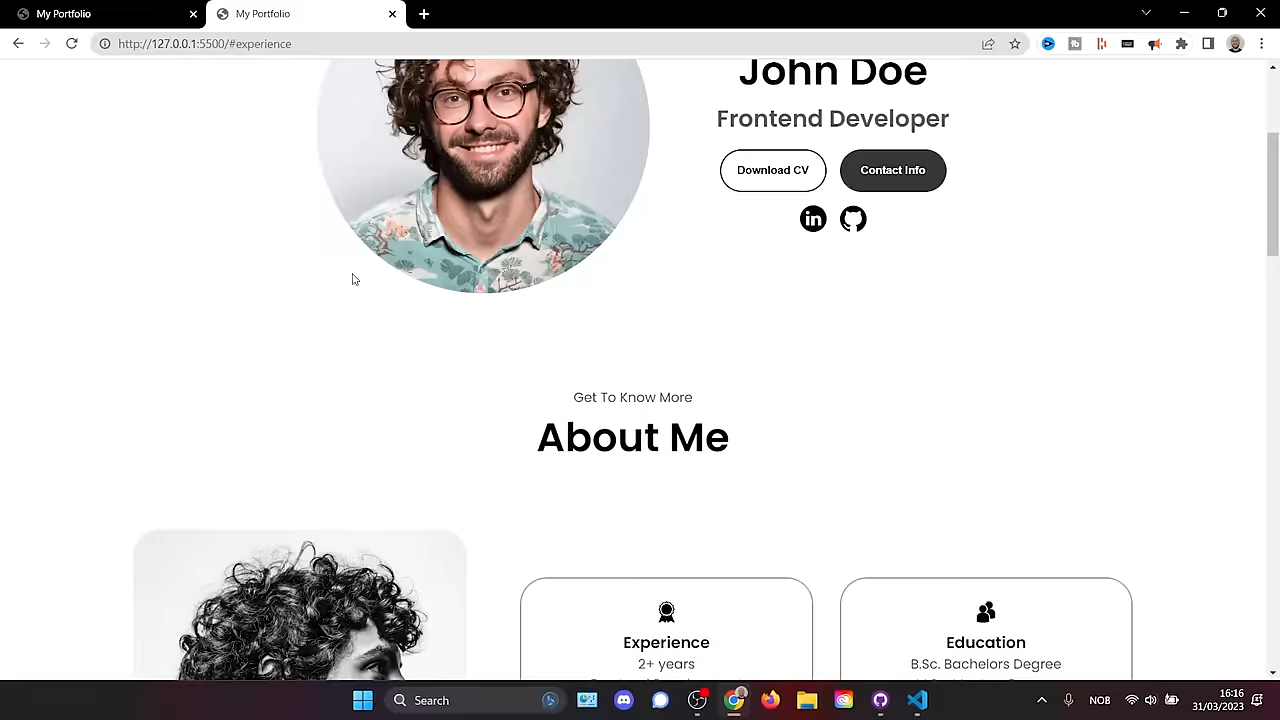 My Portfolio
My Portfolio
http://127.0.0.1:5500/#experience
John Doe
Frontend Developer
Download CV
Contact Info
in
Get To Know More
About Me
Experience
2+ years
Education
B.Sc. Bachelors Degree
Search
NOB
16:16
31/03/2023